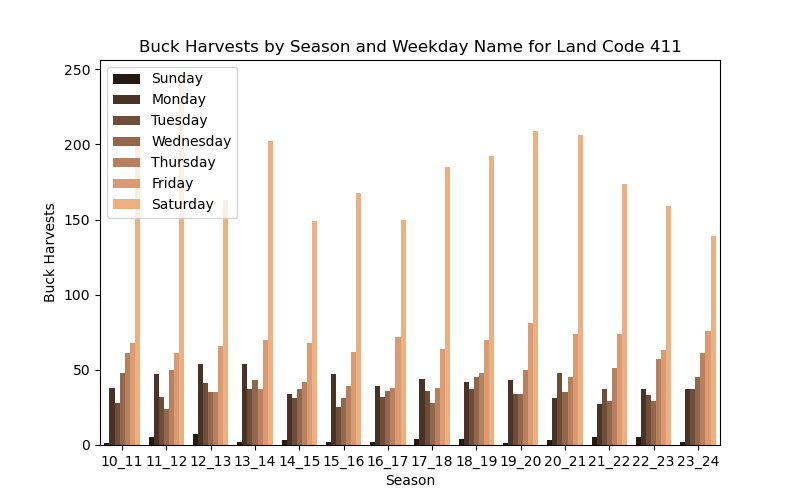 Buck Harvests by Season and Weekday Name for Land Code 411
250
200
150
100
50
0
Buck Harvests
Sunday
Monday
Tuesday
Wednesday
Thursday
Friday
Saturday
10_11 11_12 12_13 13_14 14_15 15_16 16_17 17_18 18_19 19_20 20_21 21_22 22_23 23_24
Season